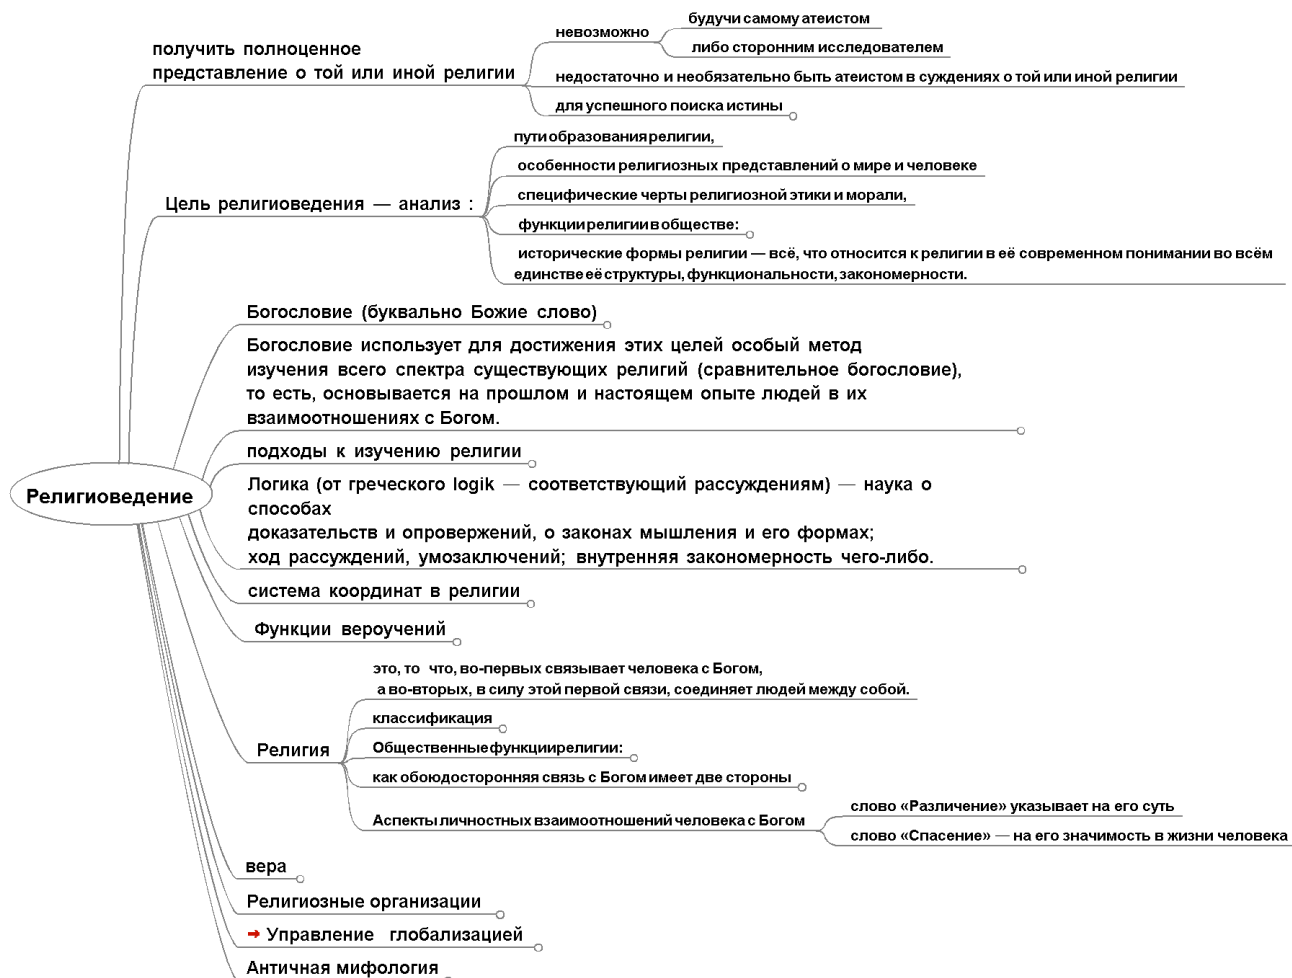 получить полноценное
представление о той или иной религии
невозможно
будучи самому атеистом
либо сторонним исследователем
недостаточно и необязательно быть атеистом в суждениях о той или иной религии
для успешного поиска истины
Цель религиоведения — анализ :
пути образования религии,
особенности религиозных представлений о мире и человеке
специфические черты религиозной этики и морали,
функции религии в обществе:
исторические формы религии — всё, что относится к религии в её современном понимании во всём
единстве её структуры, функциональности, закономерности.
Религиоведение
Богословие (буквально Божие слово)
Богословие использует для достижения этих целей особый метод
изучения всего спектра существующих религий (сравнительное богословие),
то есть, основывается на прошлом и настоящем опыте людей в их
взаимоотношениях с Богом.
подходы к изучению религии
Логика (от греческого logik — соответствующий рассуждениям) — наука о
способах
доказательств и опровержений, о законах мышления и его формах;
ход рассуждений, умозаключений; внутренняя закономерность чего-либо.
система координат в религии
Функции вероучений
Религия
это, то что, во-первых связывает человека с Богом,
а во-вторых, в силу этой первой связи, соединяет людей между собой.
классификация
Общественные функции религии:
как обоюдосторонняя связь с Богом имеет две стороны
Аспекты личностных взаимоотношений человека с Богом
слово «Различение» указывает на его суть
слово «Спасение» — на его значимость в жизни человека
вера
Религиозные организации
Управление глобализацией
Античная мифология